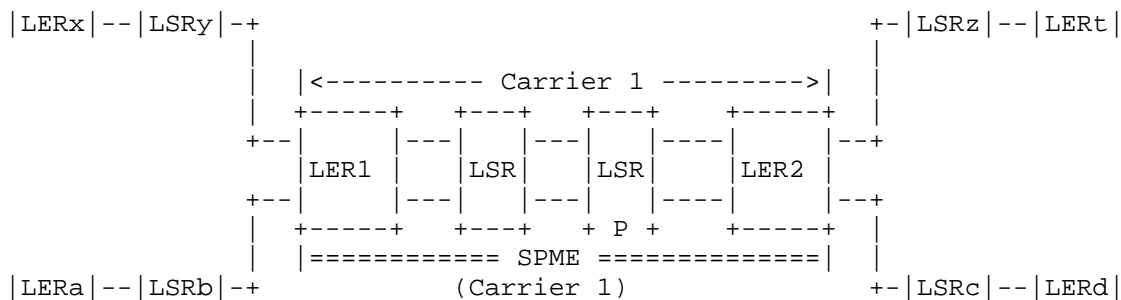 |LERx|--|LSRy|-+ +-|LSRz|--|LERt|
| |
| |<---------- Carrier 1 --------->| |
| +-----+ +---+ +---+ +-----+ |
+--| |---| |---| |----| |--+
|LER1 | |LSR| |LSR| |LER2 |
+--| |---| |---| |----| |--+
| +-----+ +---+ + P + +-----+ |
| |============ SPME ==============| |
|LERa|--|LSRb|-+ (Carrier 1) +-|LSRc|--|LERd|